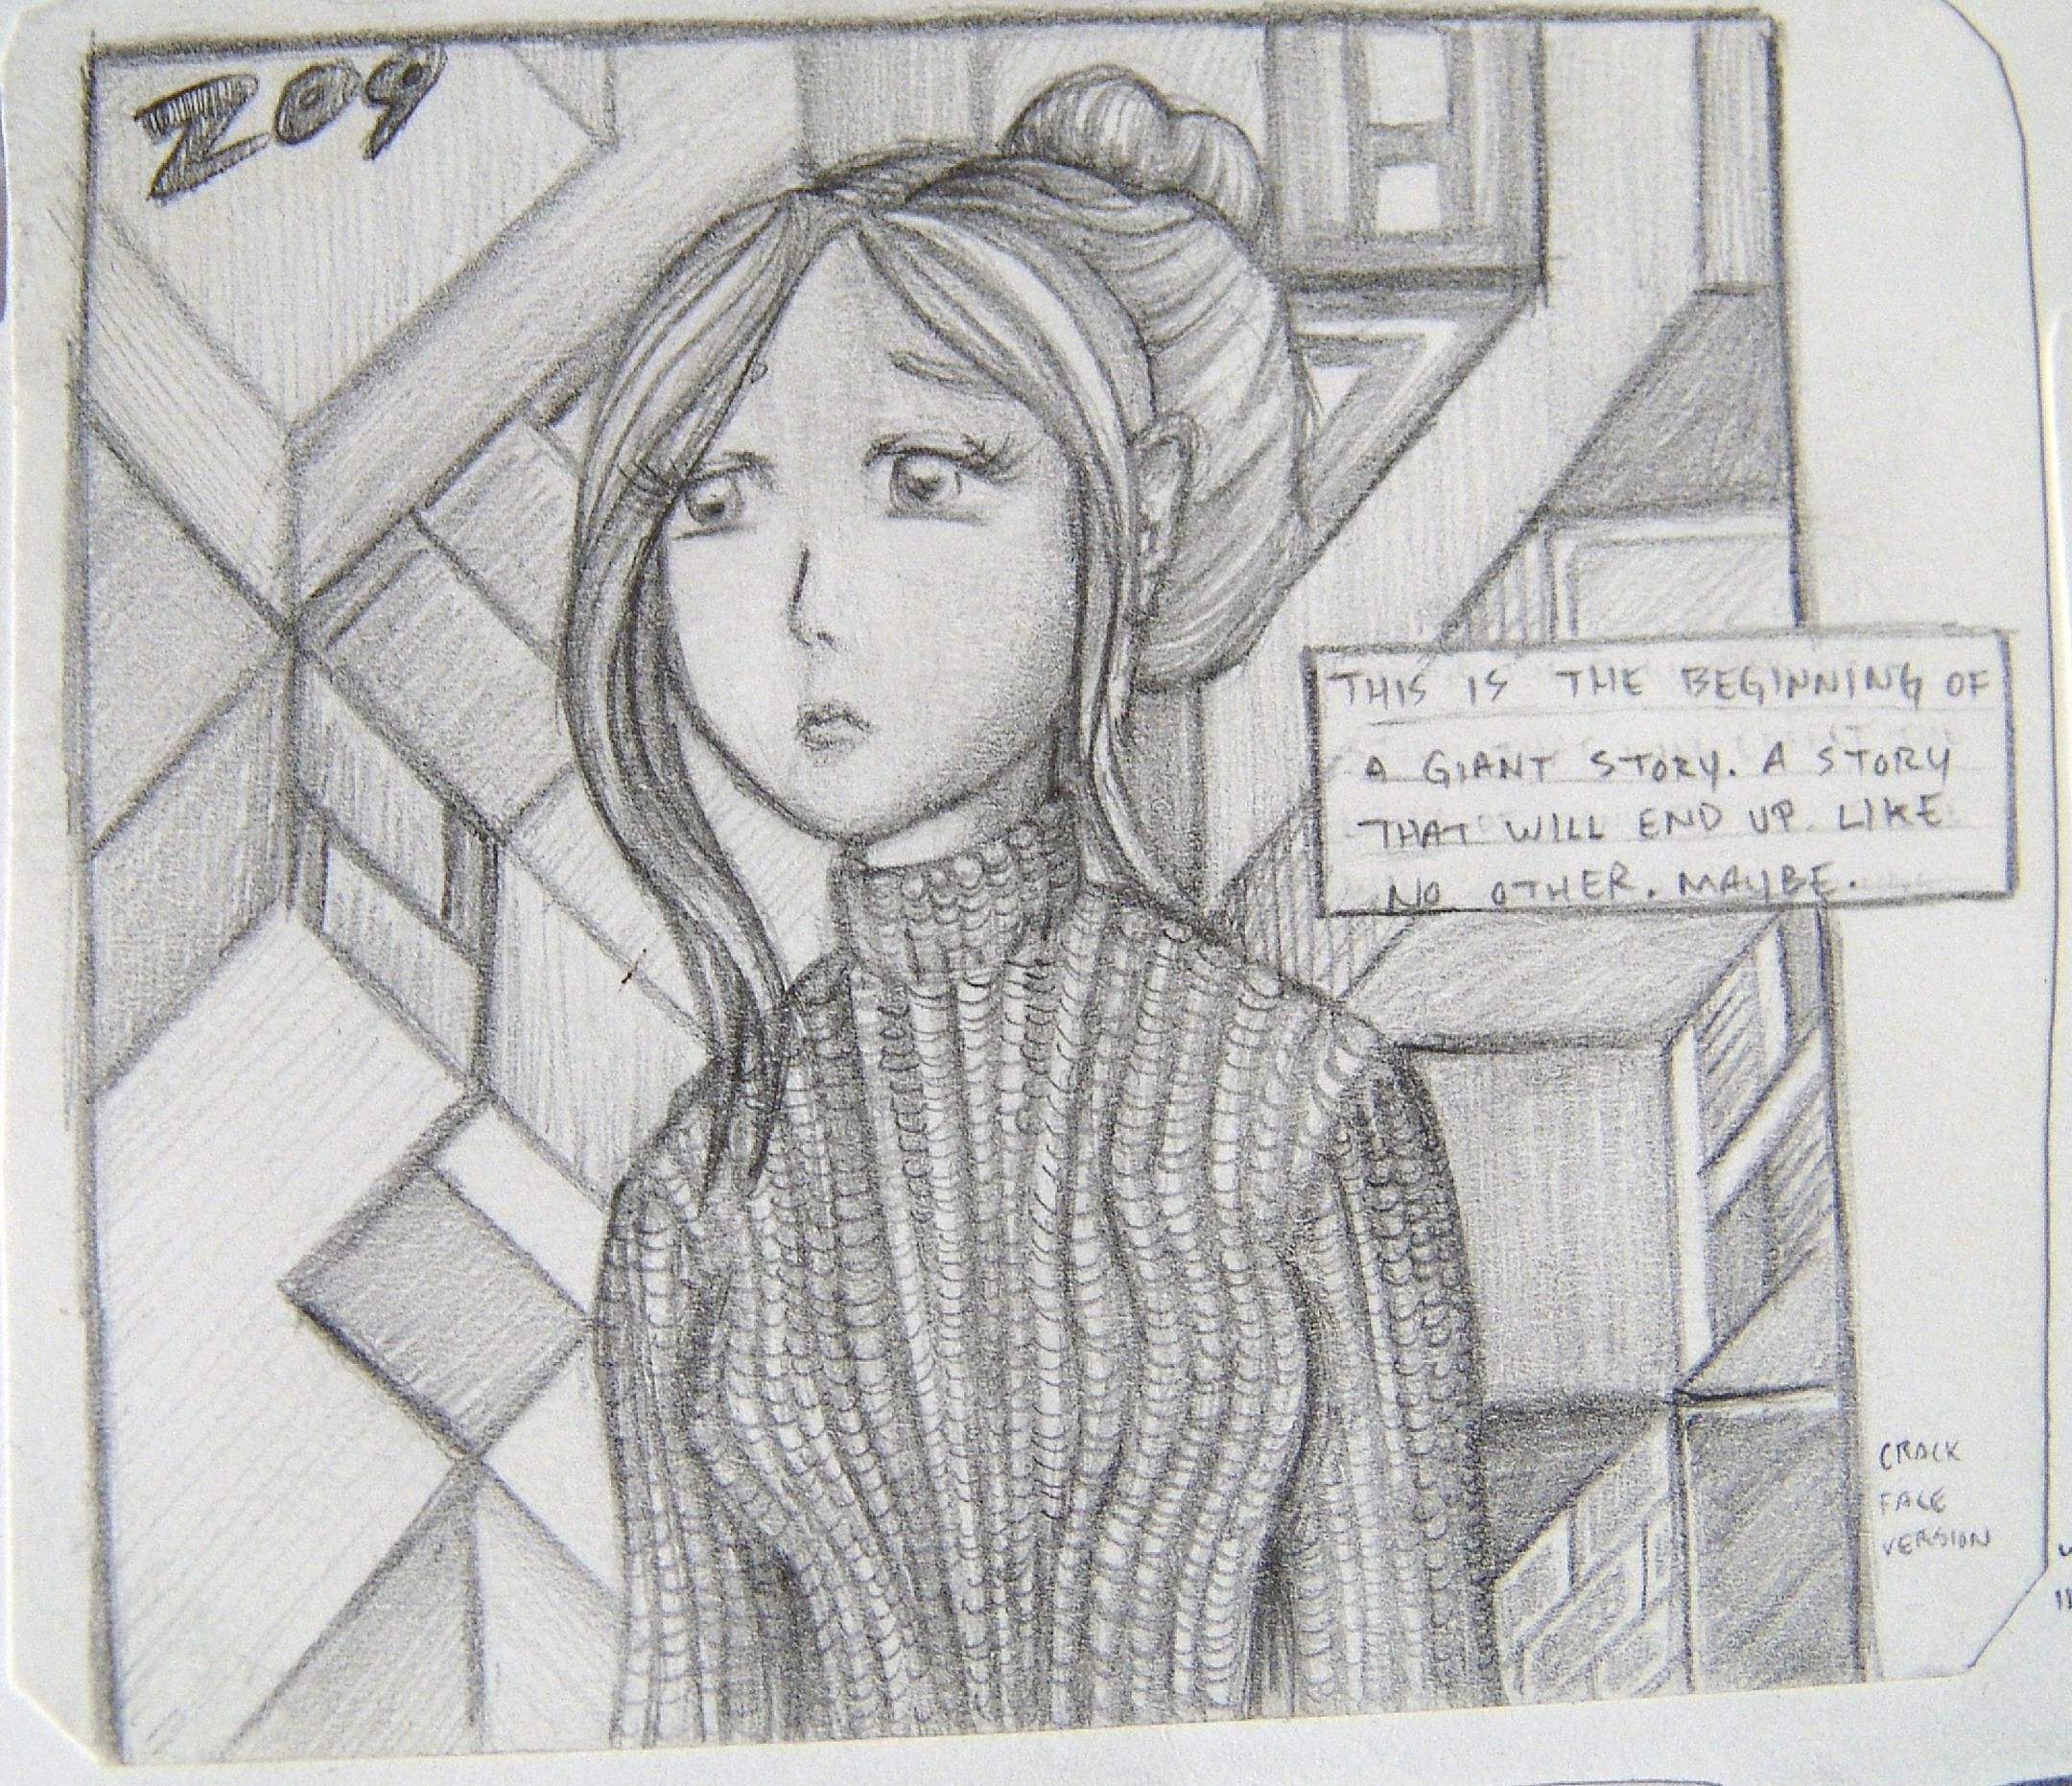 ZO9
THIS IS THE BEGINNING OF
A GIANT STORY. A STORY
THAT WILL END UP LIKE
NO OTHER. MAYBE.
CRACK
FACE
VERSION